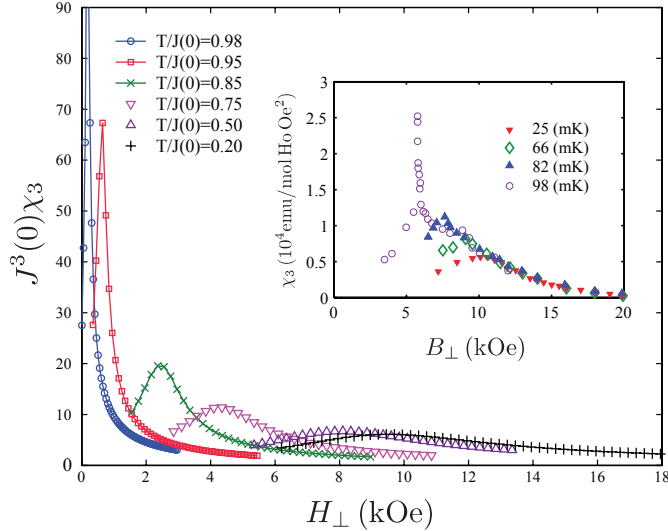 90
80
70
60
50
40
30
20
10
0
J³(0)χ₃
0 2 4 6 8 10 12 14 16 18
H⊥ (kOe)
T/J(0)=0.98
T/J(0)=0.95
T/J(0)=0.85
T/J(0)=0.75
T/J(0)=0.50
T/J(0)=0.20
3
2.5
2
1.5
1
0.5
0
χ₃ (10⁴emu/molHoOe²)
0 5 10 15 20
B⊥ (kOe)
25 (mK)
66 (mK)
82 (mK)
98 (mK)